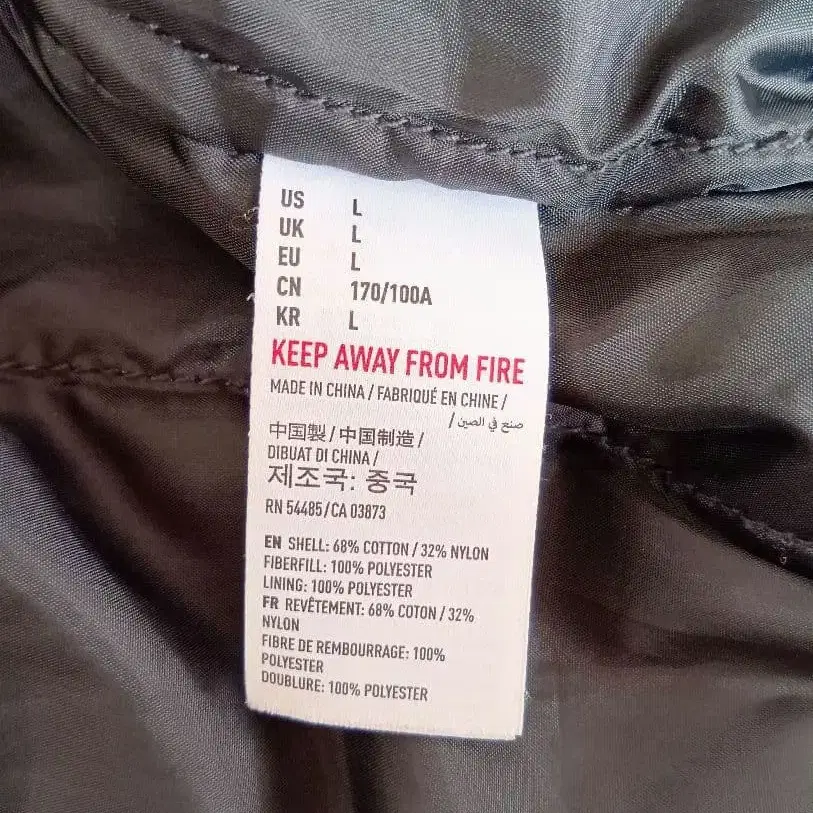 US L
UK L
EU L
CN 170/100A
KR L
KEEP AWAY FROM FIRE
MADE IN CHINA / FABRIQUÉ EN CHINE /
صنع في الصين /
中国製 / 中国制造 /
DIBUAT DI CHINA /
제조국: 중국
RN 54485/CA 03873
EN SHELL: 68% COTTON / 32% NYLON
FIBERFILL: 100% POLYESTER
LINING: 100% POLYESTER
FR REVÊTEMENT: 68% COTON / 32%
NYLON
FIBRE DE REMBOURRAGE: 100%
POLYESTER
DOUBLURE: 100% POLYESTER